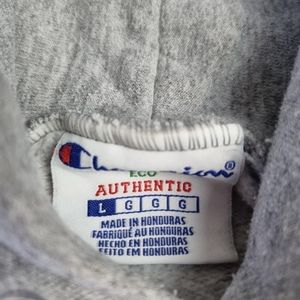 Champion®
ECO
AUTHENTIC
L G G G
MADE IN HONDURAS
FABRIQUÉ AU HONDURAS
HECHO EN HONDURAS
FEITO EM HONDURAS